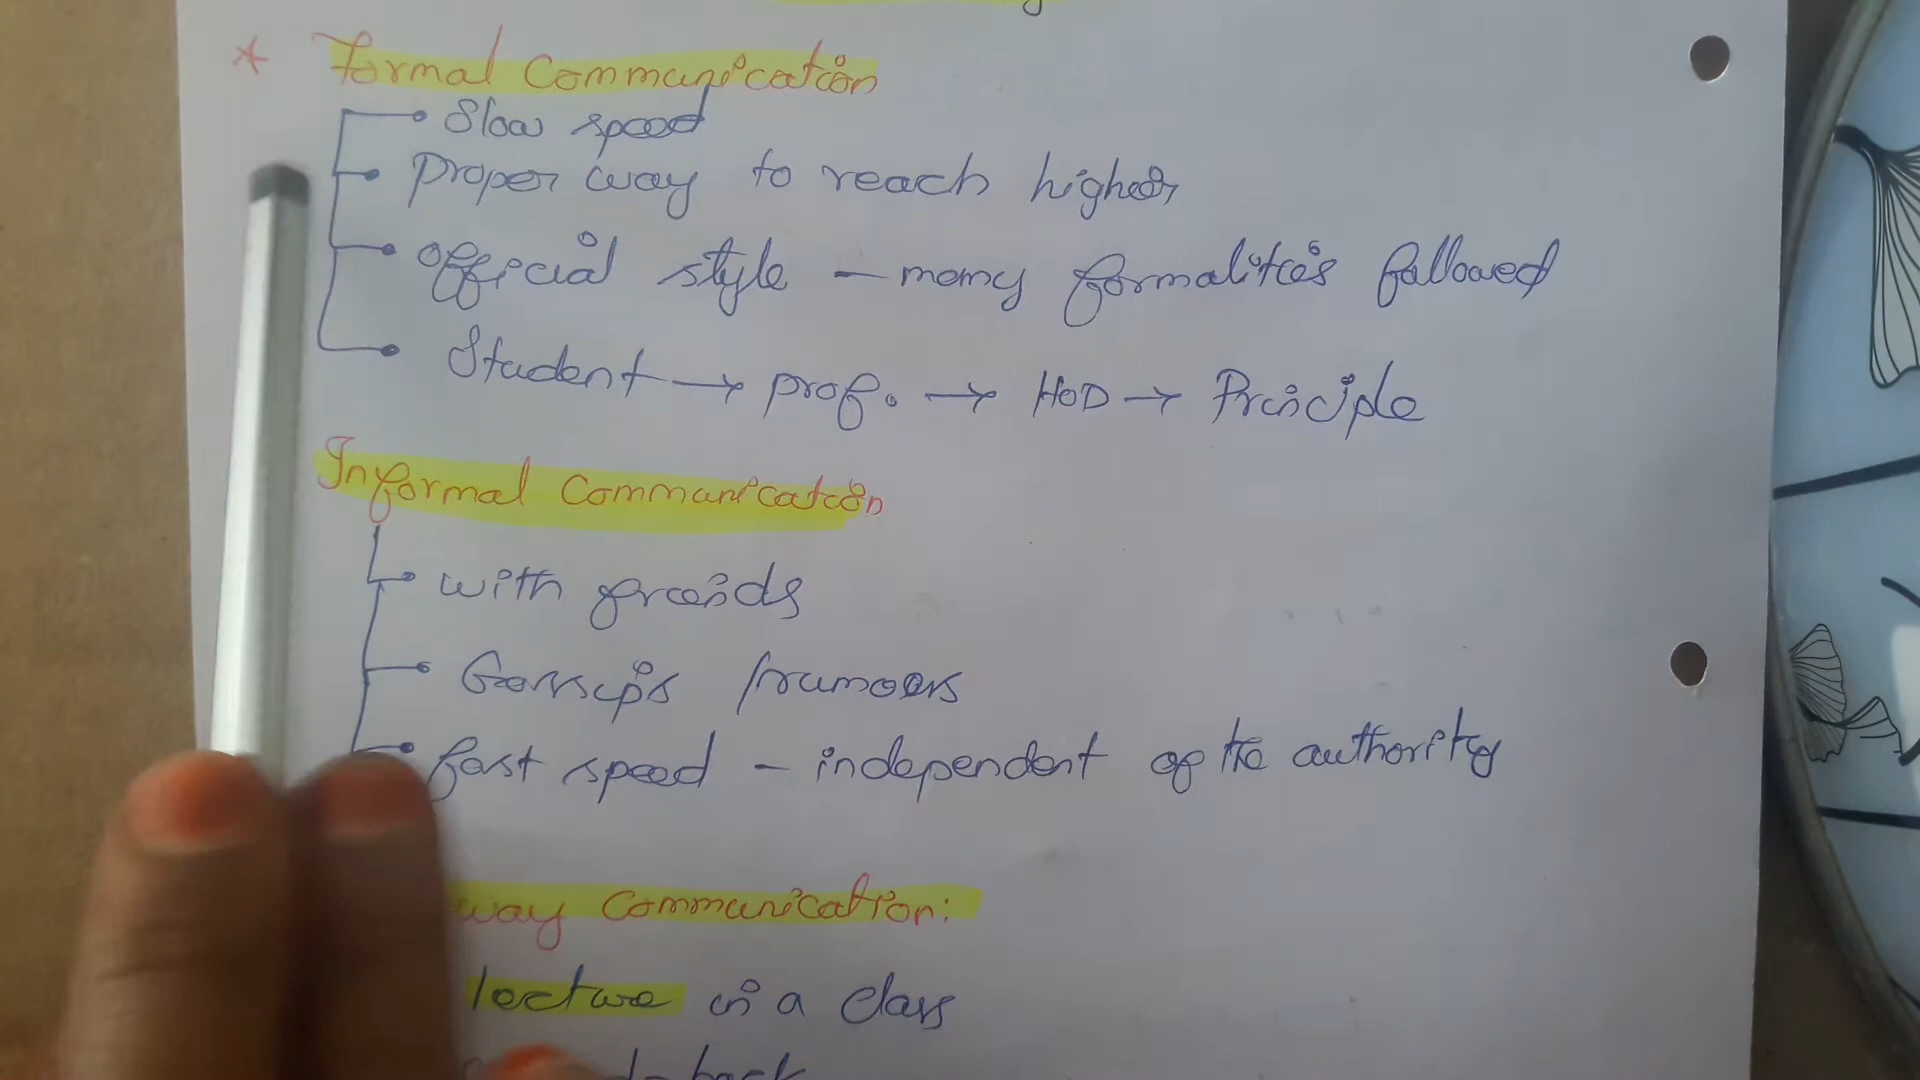 * Formal Communication
Slow speed
Proper way to reach higher
Official style - many formalities followed
Student → prof. → HOD → Principle
Informal Communication
with friends
Gossips / rumours
fast speed - independent of the authority
way Communication:
lecture in a class
back